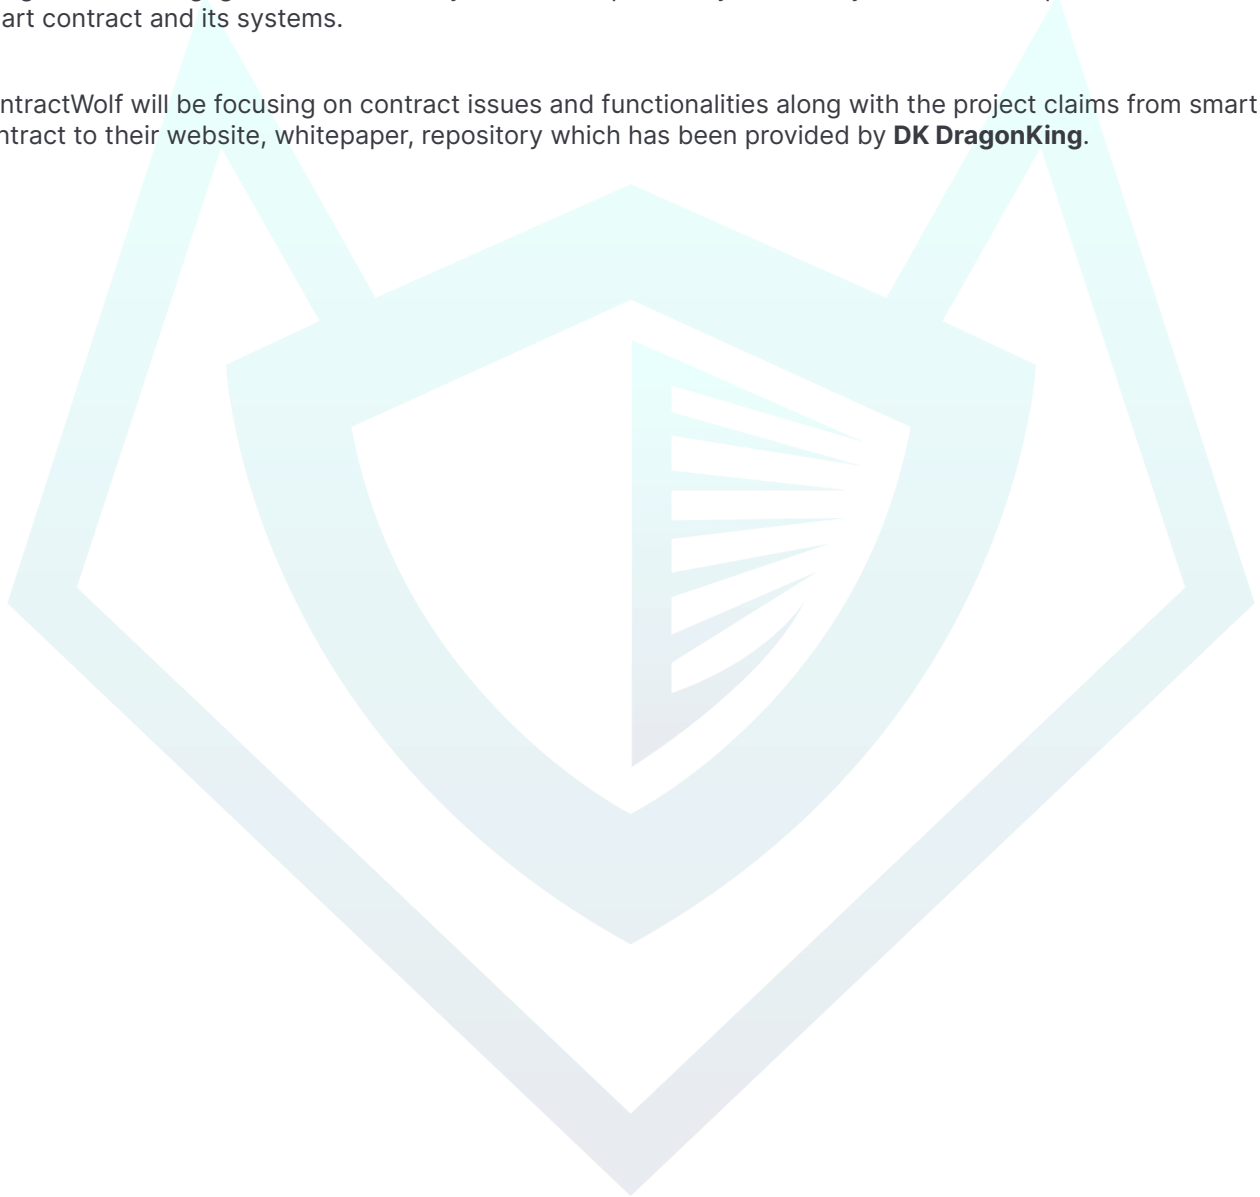 art contract and its systems.
ntractWolf will be focusing on contract issues and functionalities along with the project claims from smart
ntract to their website, whitepaper, repository which has been provided by DK DragonKing.